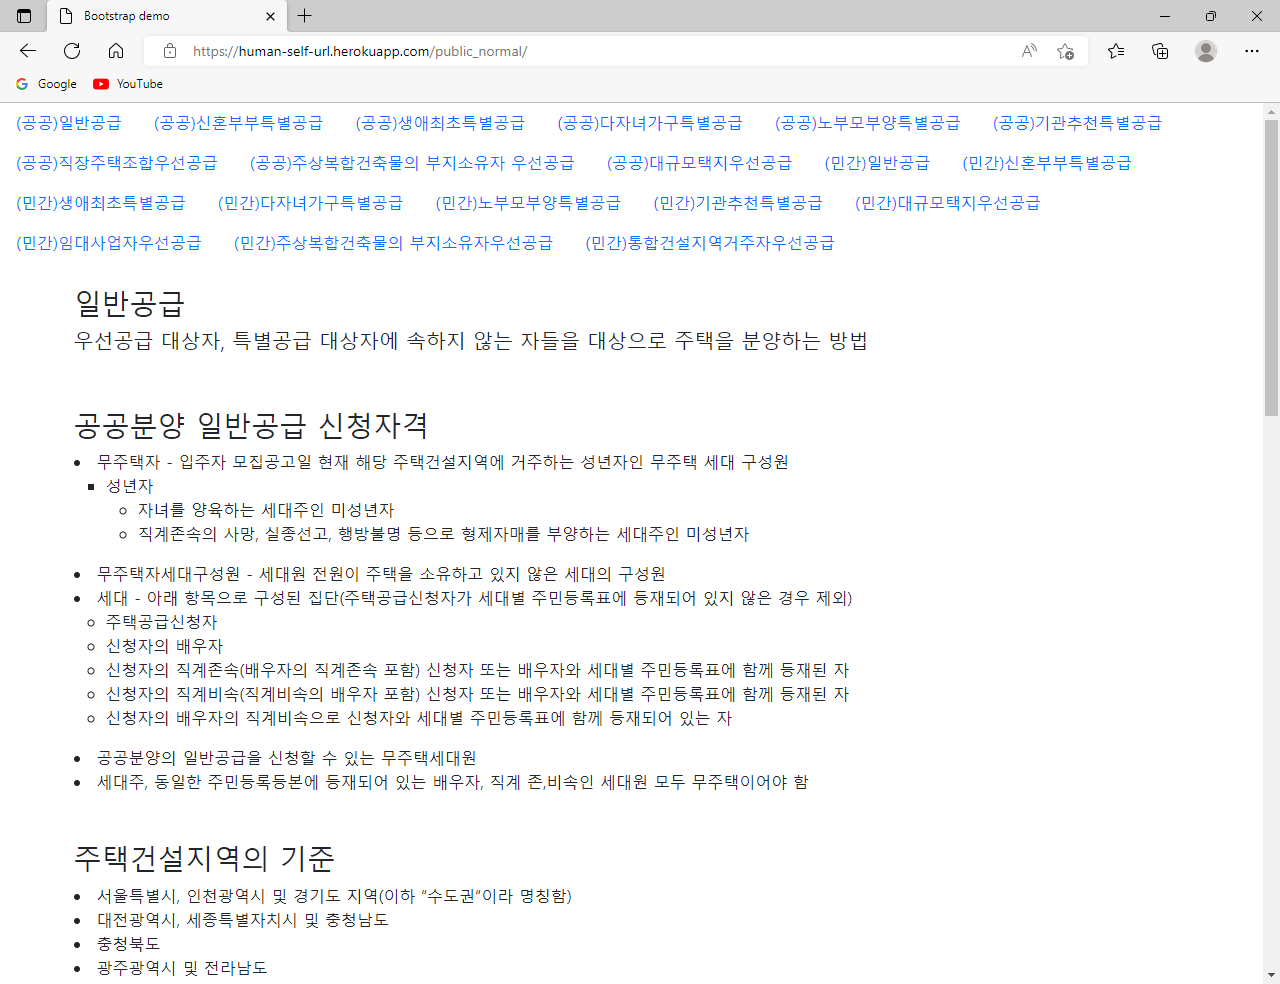 Bootstrap demo
https://human-self-url.herokuapp.com/public_normal/
Google YouTube
(공공)일반공급 (공공)신혼부부특별공급 (공공)생애최초특별공급 (공공)다자녀가구특별공급 (공공)노부모부양특별공급 (공공)기관추천특별공급
(공공)직장주택조합우선공급 (공공)주상복합건축물의 부지소유자 우선공급 (공공)대규모택지우선공급 (민간)일반공급 (민간)신혼부부특별공급
(민간)생애최초특별공급 (민간)다자녀가구특별공급 (민간)노부모부양특별공급 (민간)기관추천특별공급 (민간)대규모택지우선공급
(민간)임대사업자우선공급 (민간)주상복합건축물의 부지소유자우선공급 (민간)통합건설지역거주자우선공급
일반공급
우선공급 대상자, 특별공급 대상자에 속하지 않는 자들을 대상으로 주택을 분양하는 방법
공공분양 일반공급 신청자격
무주택자 - 입주자 모집공고일 현재 해당 주택건설지역에 거주하는 성년자인 무주택 세대 구성원
성년자
자녀를 양육하는 세대주인 미성년자
직계존속의 사망, 실종선고, 행방불명 등으로 형제자매를 부양하는 세대주인 미성년자
무주택자세대구성원 - 세대원 전원이 주택을 소유하고 있지 않은 세대의 구성원
세대 - 아래 항목으로 구성된 집단(주택공급신청자가 세대별 주민등록표에 등재되어 있지 않은 경우 제외)
주택공급신청자
신청자의 배우자
신청자의 직계존속(배우자의 직계존속 포함) 신청자 또는 배우자와 세대별 주민등록표에 함께 등재된 자
신청자의 직계비속(직계비속의 배우자 포함) 신청자 또는 배우자와 세대별 주민등록표에 함께 등재된 자
신청자의 배우자의 직계비속으로 신청자와 세대별 주민등록표에 함께 등재되어 있는 자
공공분양의 일반공급을 신청할 수 있는 무주택세대원
세대주, 동일한 주민등록등본에 등재되어 있는 배우자, 직계 존,비속인 세대원 모두 무주택이어야 함
주택건설지역의 기준
서울특별시, 인천광역시 및 경기도 지역(이하 "수도권"이라 명칭함)
대전광역시, 세종특별자치시 및 충청남도
충청북도
광주광역시 및 전라남도